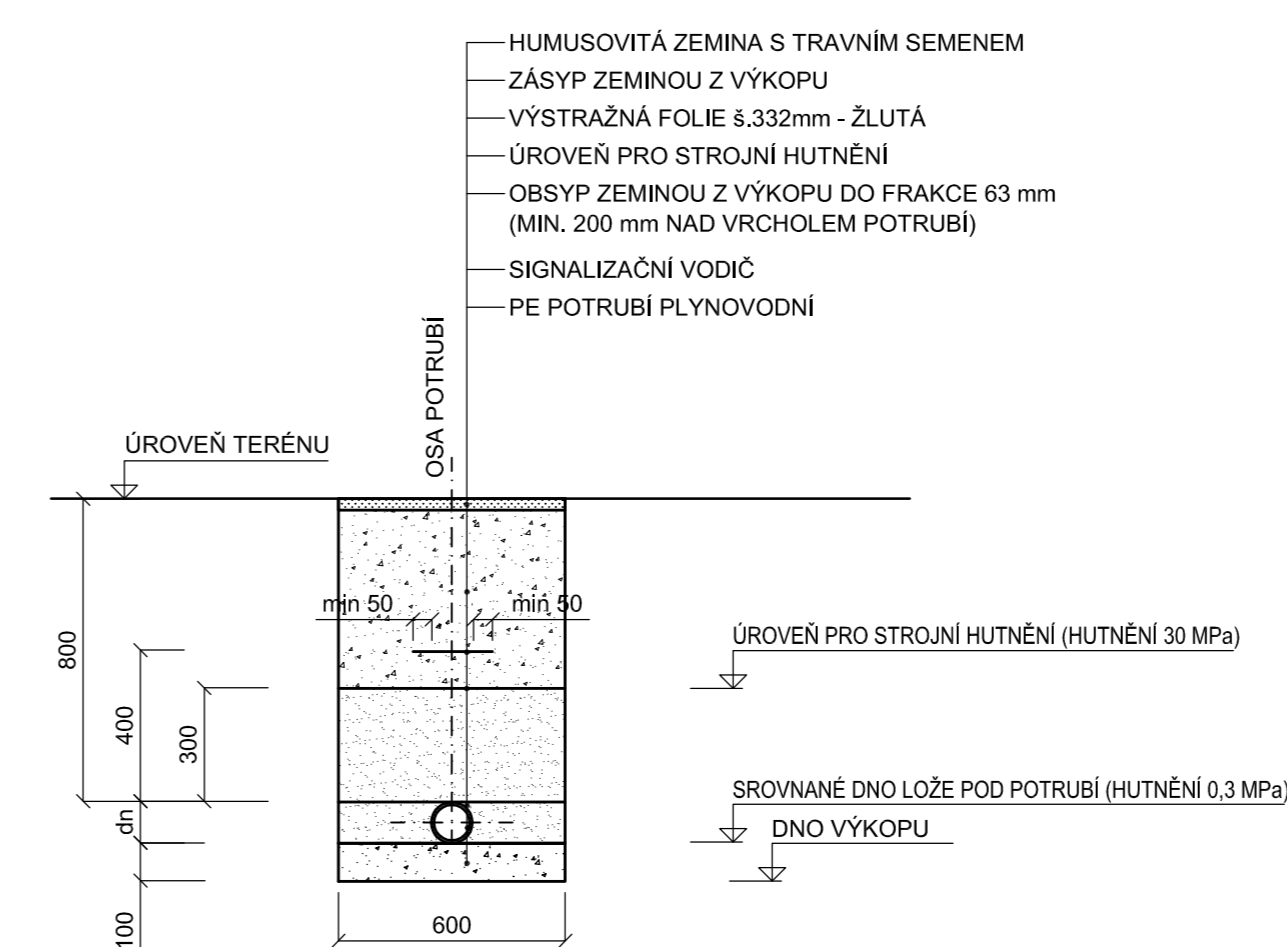 HUMUSOVITÁ ZEMINA S TRAVNÍM SEMENEM
ZÁSYP ZEMINOU Z VÝKOPU
VÝSTRAŽNÁ FOLIE š.332mm - ŽLUTÁ
ÚROVEŇ PRO STROJNÍ HUTNĚNÍ
OBSYP ZEMINOU Z VÝKOPU DO FRAKCE 63 mm
(MIN. 200 mm NAD VRCHOLEM POTRUBÍ)
SIGNALIZAČNÍ VODIČ
PE POTRUBÍ PLYNOVODNÍ
OSA POTRUBÍ
ÚROVEŇ TERÉNU
min 50
min 50
800
400
300
dn
100
600
ÚROVEŇ PRO STROJNÍ HUTNĚNÍ (HUTNĚNÍ 30 MPa)
SROVNANÉ DNO LOŽE POD POTRUBÍ (HUTNĚNÍ 0,3 MPa)
DNO VÝKOPU